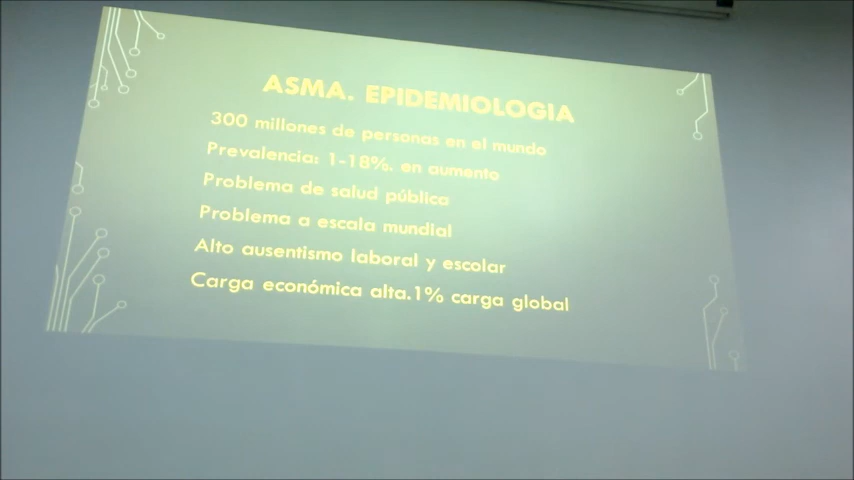 ASMA. EPIDEMIOLOGIA
300 millones de personas en el mundo
Prevalencia: 1-18%. en aumento
Problema de salud pública
Problema a escala mundial
Alto ausentismo laboral y escolar
Carga económica alta.1% carga global